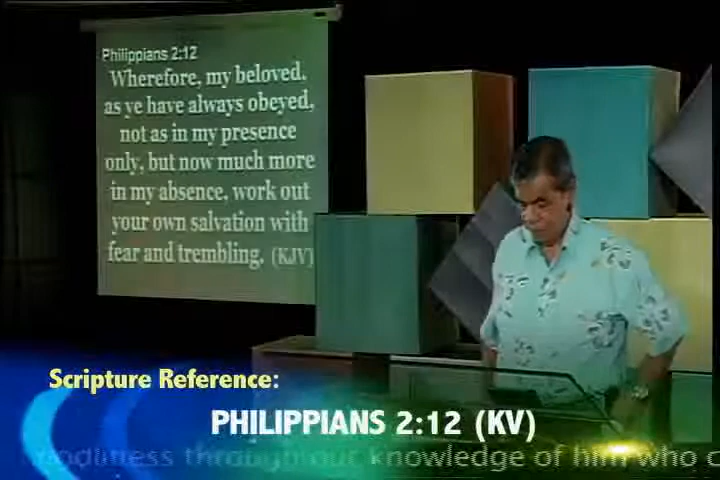 Philippians 2:12
Wherefore, my beloved.
as ye have always obeyed,
not as in my presence
only, but now much more
in my absence, work out
your own salvation with
fear and trembling. (KJV)
Scripture Reference:
PHILIPPIANS 2:12 (KV)
through our knowledge of him who c